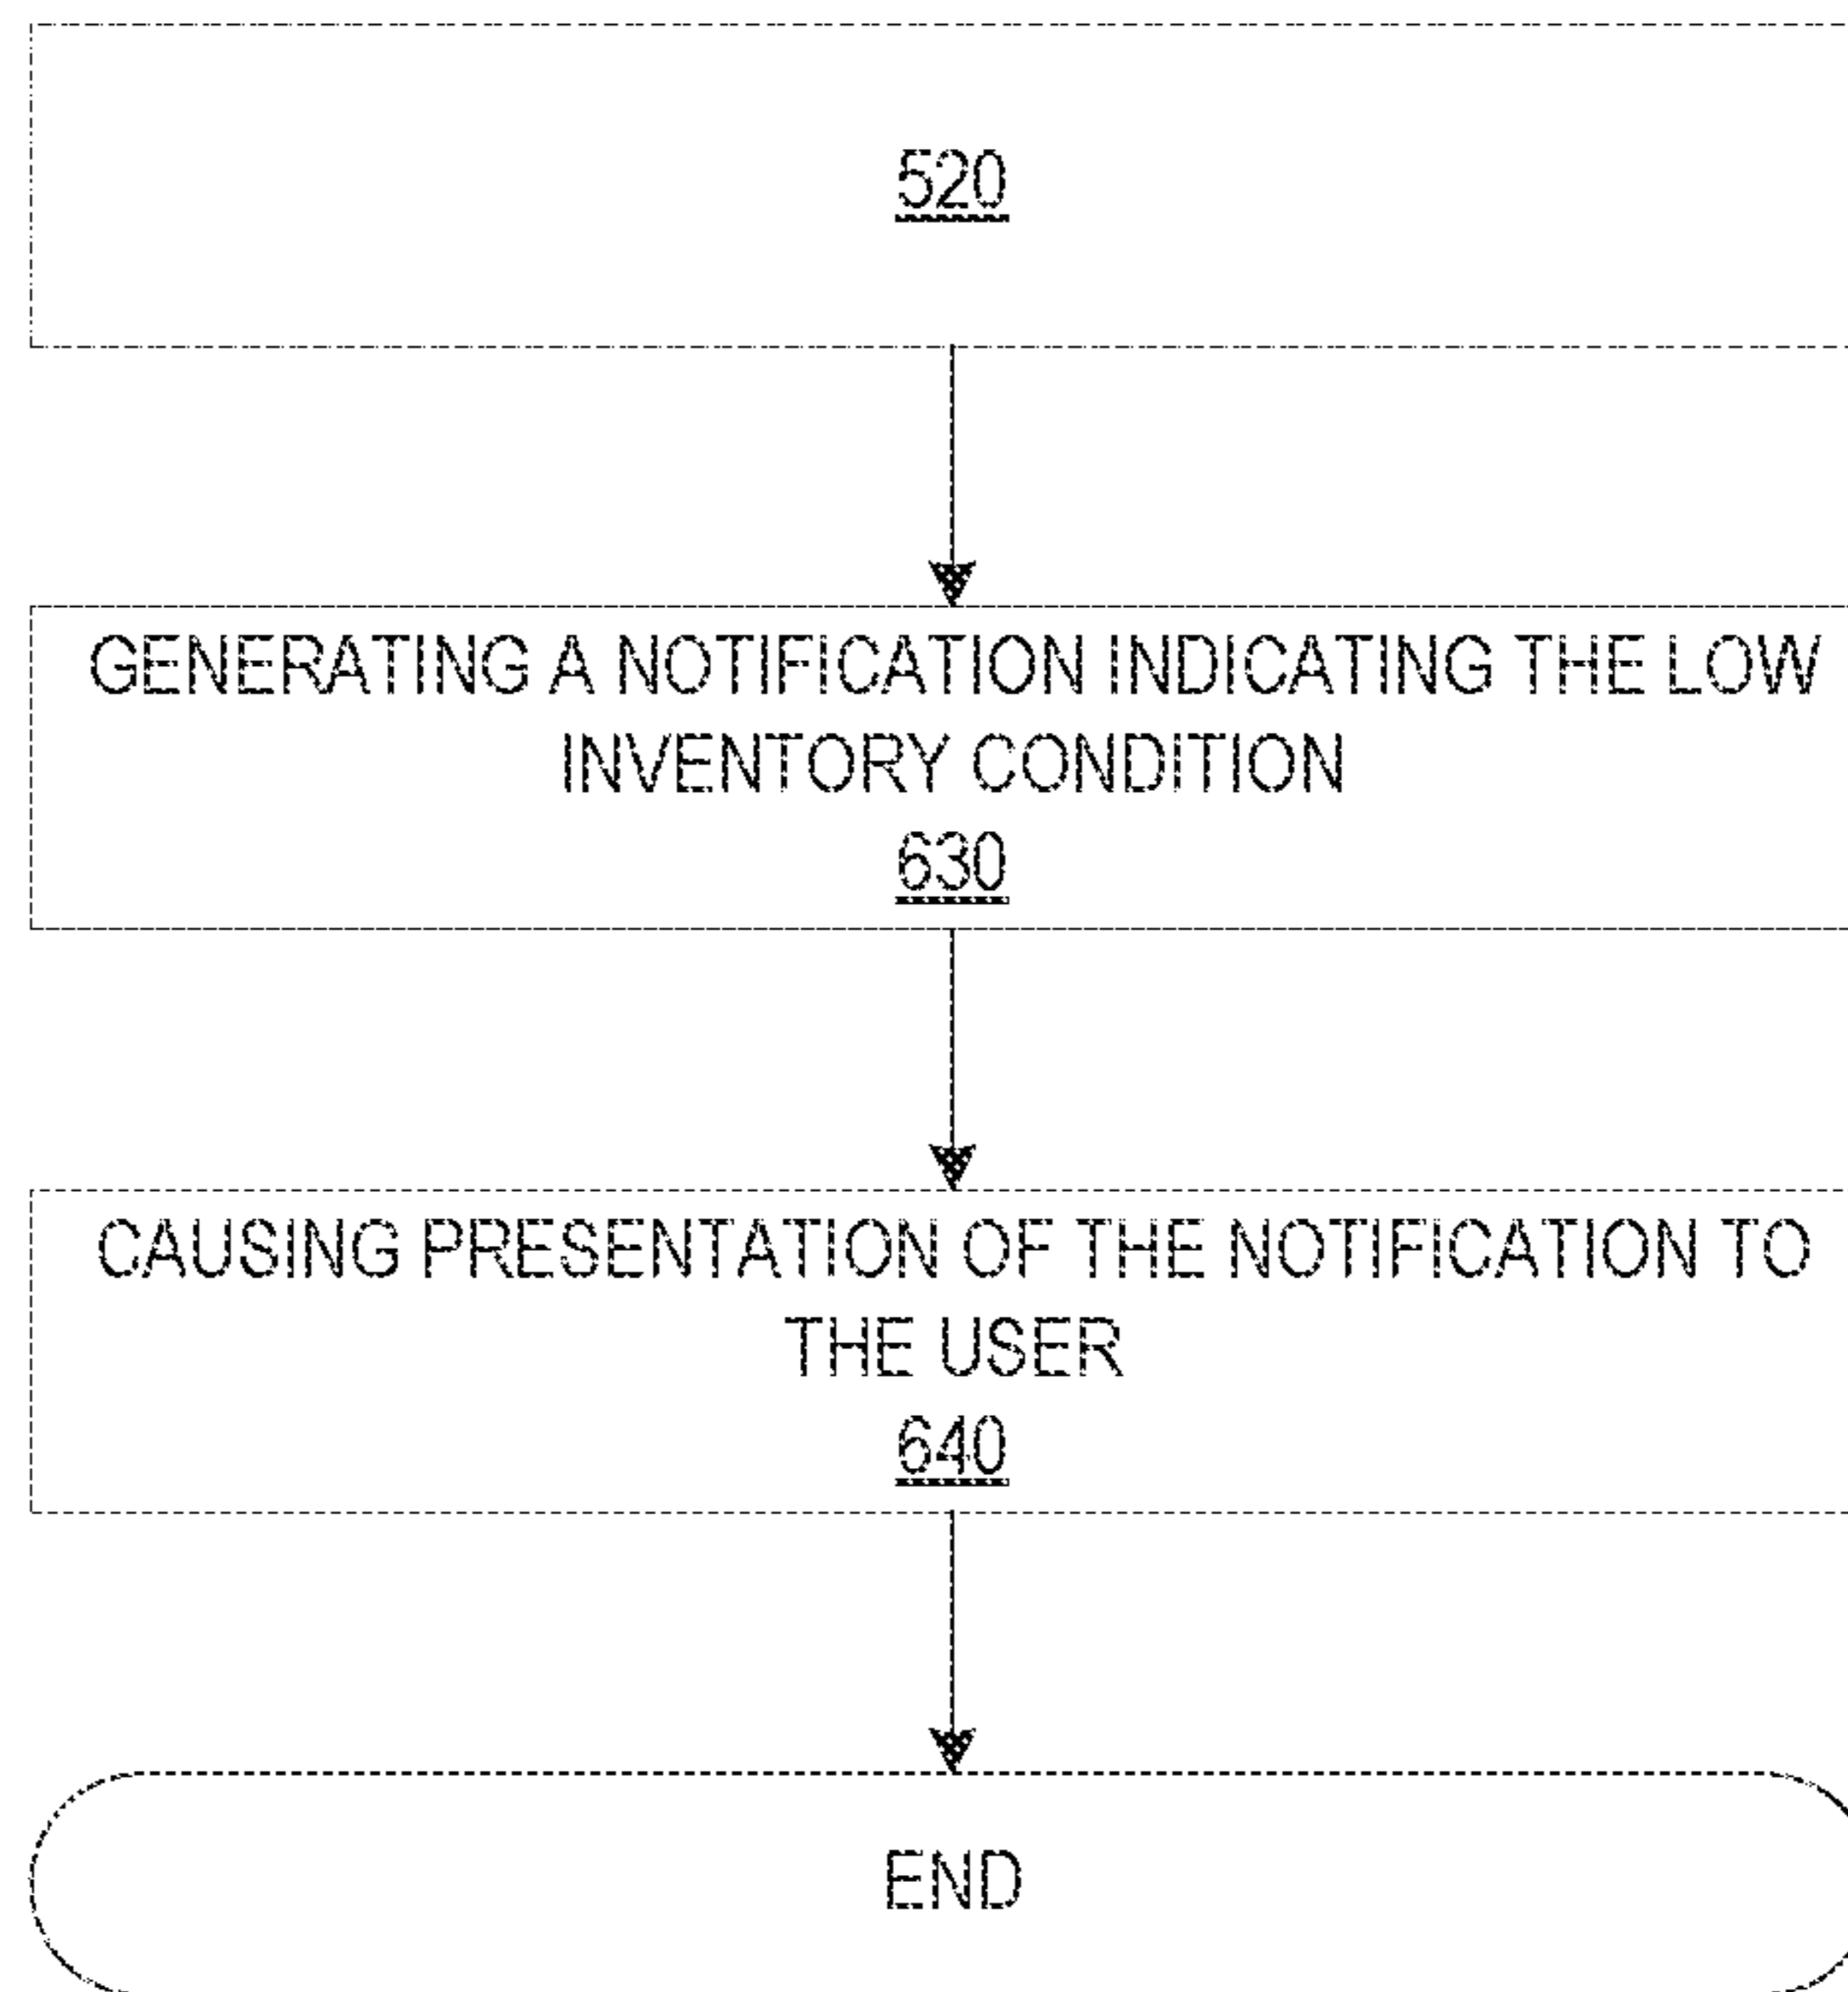 520
GENERATING A NOTIFICATION INDICATING THE LOW
INVENTORY CONDITION
630
CAUSING PRESENTATION OF THE NOTIFICATION TO
THE USER
640
END